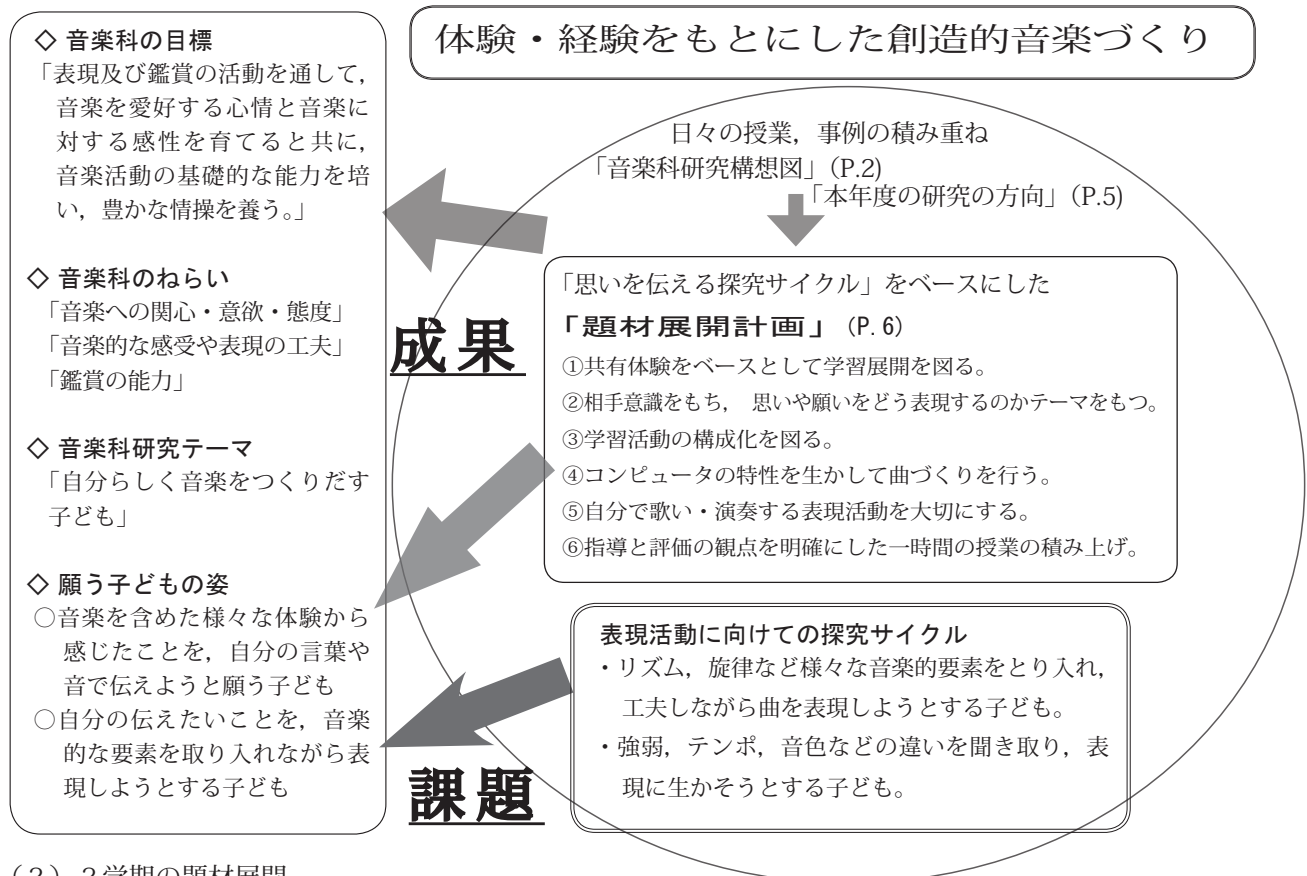 体験・経験をもとにした創造的音楽づくり
◇ 音楽科の目標
「表現及び鑑賞の活動を通して，
音楽を愛好する心情と音楽に
対する感性を育てると共に，
音楽活動の基礎的な能力を培
い，豊かな情操を養う。」
◇ 音楽科のねらい
「音楽への関心・意欲・態度」
「音楽的な感受や表現の工夫」
「鑑賞の能力」
◇ 音楽科研究テーマ
「自分らしく音楽をつくりだす
子ども」
◇ 願う子どもの姿
○音楽を含めた様々な体験から
感じたことを，自分の言葉や
音で伝えようと願う子ども
○自分の伝えたいことを，音楽
的な要素を取り入れながら表
現しようとする子ども
成果
課題
日々の授業，事例の積み重ね
「音楽科研究構想図」(P.2)
「本年度の研究の方向」(P.5)
「思いを伝える探究サイクル」をベースにした
「題材展開計画」(P.6)
①共有体験をベースとして学習展開を図る。
②相手意識をもち， 思いや願いをどう表現するのかテーマをもつ。
③学習活動の構成化を図る。
④コンピュータの特性を生かして曲づくりを行う。
⑤自分で歌い・演奏する表現活動を大切にする。
⑥指導と評価の観点を明確にした一時間の授業の積み上げ。
表現活動に向けての探究サイクル
・リズム，旋律など様々な音楽的要素をとり入れ，
工夫しながら曲を表現しようとする子ども。
・強弱，テンポ，音色などの違いを聞き取り，表
現に生かそうとする子ども。